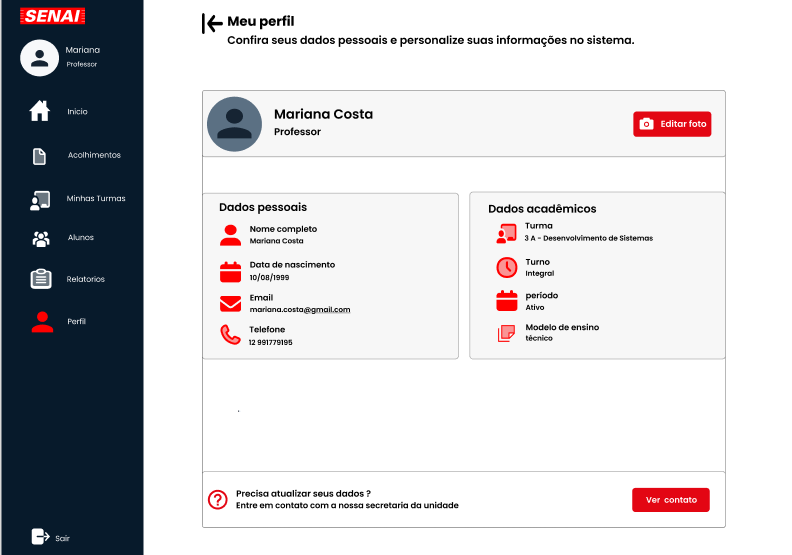 SENAI
Mariana
Professor
Inicio
Acolhimentos
Minhas Turmas
Alunos
Relatorios
Perfil
Sair
Meu perfil
Confira seus dados pessoais e personalize suas informações no sistema.
Mariana Costa
Professor
Editar foto
Dados pessoais
Nome completo
Mariana Costa
Data de nascimento
10/08/1999
Email
mariana.costa@gmail.com
Telefone
12 991779195
Dados acadêmicos
Turma
3 A - Desenvolvimento de Sistemas
Turno
Integral
período
Ativo
Modelo de ensino
técnico
.
Precisa atualizar seus dados ?
Entre em contato com a nossa secretaria da unidade
Ver contato